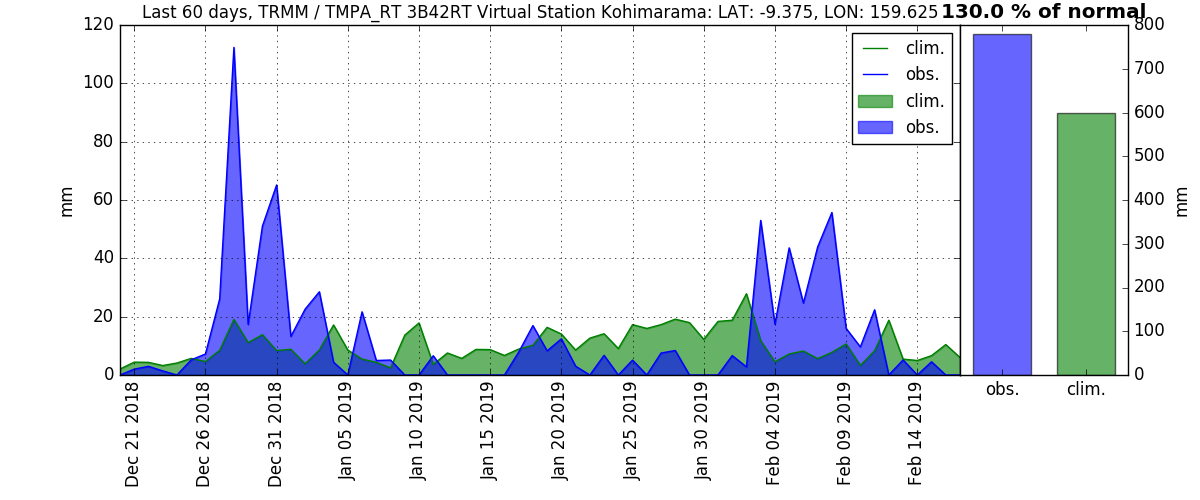 Last 60 days, TRMM / TMPA_RT 3B42RT Virtual Station Kohimarama: LAT: -9.375, LON: 159.625
130.0 % of normal
120
100
80
60
40
20
0
mm
clim.
obs.
clim.
obs.
800
700
600
500
400
300
200
100
0
mm
Dec 21 2018
Dec 26 2018
Dec 31 2018
Jan 05 2019
Jan 10 2019
Jan 15 2019
Jan 20 2019
Jan 25 2019
Jan 30 2019
Feb 04 2019
Feb 09 2019
Feb 14 2019
obs.
clim.